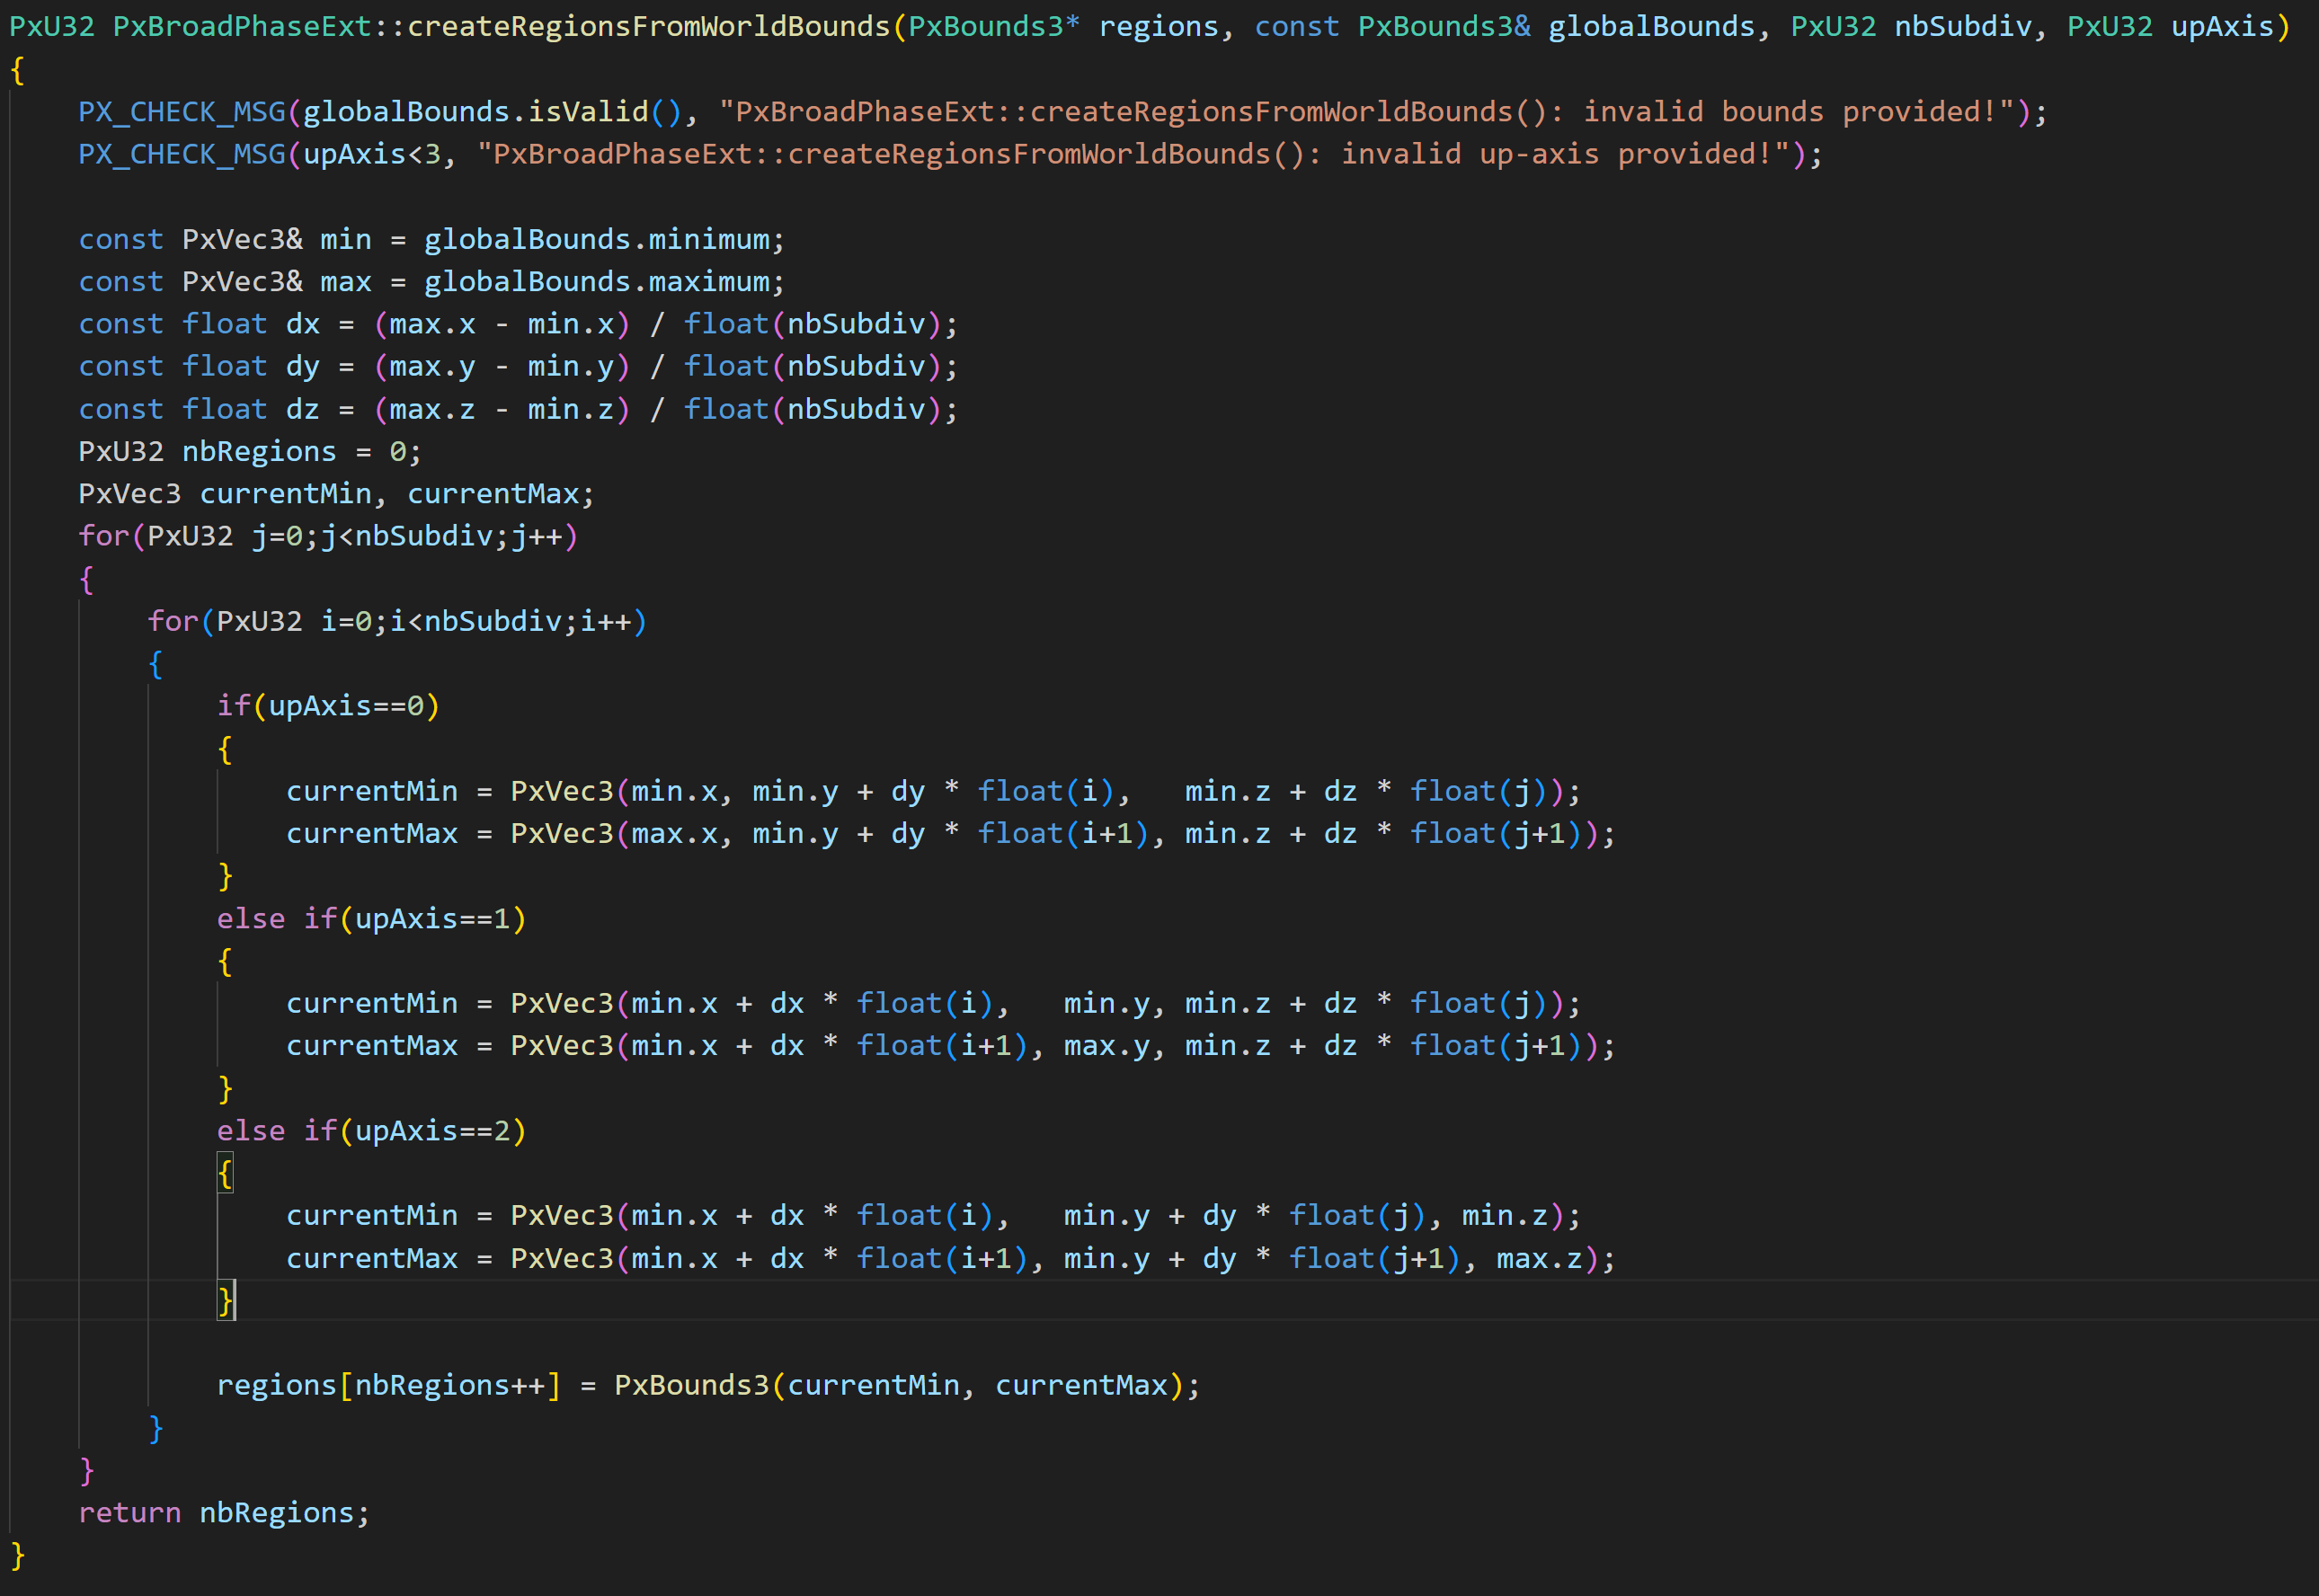 PxU32 PxBroadPhaseExt::createRegionsFromWorldBounds(PxBounds3* regions, const PxBounds3& globalBounds, PxU32 nbSubdiv, PxU32 upAxis)
{
    PX_CHECK_MSG(globalBounds.isValid(), "PxBroadPhaseExt::createRegionsFromWorldBounds(): invalid bounds provided!");
    PX_CHECK_MSG(upAxis<3, "PxBroadPhaseExt::createRegionsFromWorldBounds(): invalid up-axis provided!");

    const PxVec3& min = globalBounds.minimum;
    const PxVec3& max = globalBounds.maximum;
    const float dx = (max.x - min.x) / float(nbSubdiv);
    const float dy = (max.y - min.y) / float(nbSubdiv);
    const float dz = (max.z - min.z) / float(nbSubdiv);
    PxU32 nbRegions = 0;
    PxVec3 currentMin, currentMax;
    for(PxU32 j=0;j<nbSubdiv;j++)
    {
        for(PxU32 i=0;i<nbSubdiv;i++)
        {
            if(upAxis==0)
            {
                currentMin = PxVec3(min.x, min.y + dy * float(i),   min.z + dz * float(j));
                currentMax = PxVec3(max.x, min.y + dy * float(i+1), min.z + dz * float(j+1));
            }
            else if(upAxis==1)
            {
                currentMin = PxVec3(min.x + dx * float(i),   min.y, min.z + dz * float(j));
                currentMax = PxVec3(min.x + dx * float(i+1), max.y, min.z + dz * float(j+1));
            }
            else if(upAxis==2)
            {
                currentMin = PxVec3(min.x + dx * float(i),   min.y + dy * float(j), min.z);
                currentMax = PxVec3(min.x + dx * float(i+1), min.y + dy * float(j+1), max.z);
            }

            regions[nbRegions++] = PxBounds3(currentMin, currentMax);
        }
    }
    return nbRegions;
}